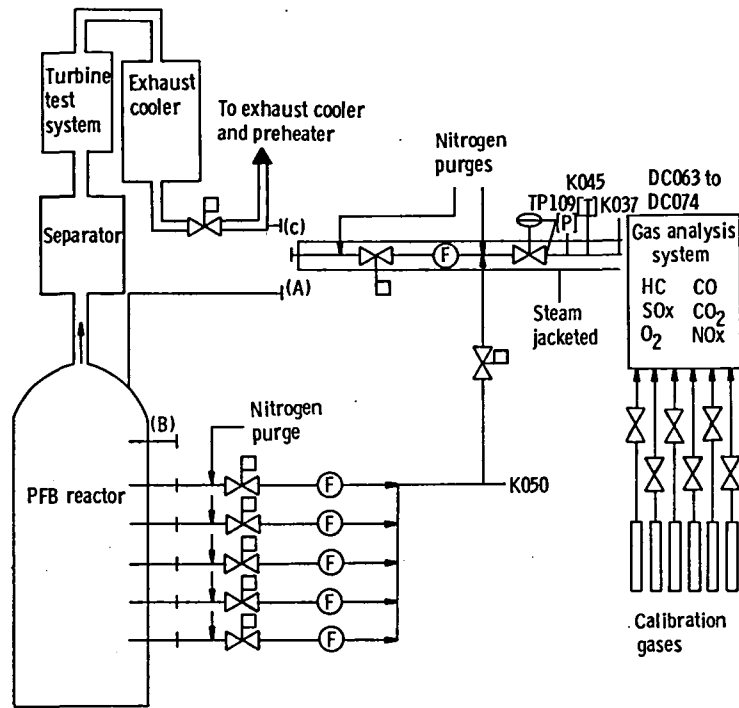 Turbine
test
system
Exhaust
cooler
To exhaust cooler
and preheater
Nitrogen
purges
K045
TP109[T]K037
[P]
DC063 to
DC074
Gas analysis
system
HC CO
SOx CO2
O2 NOx
(c)
F
Separator
(A)
Steam
jacketed
(B)
Nitrogen
purge
PFB reactor
F
K050
F
F
F
F
Calibration
gases